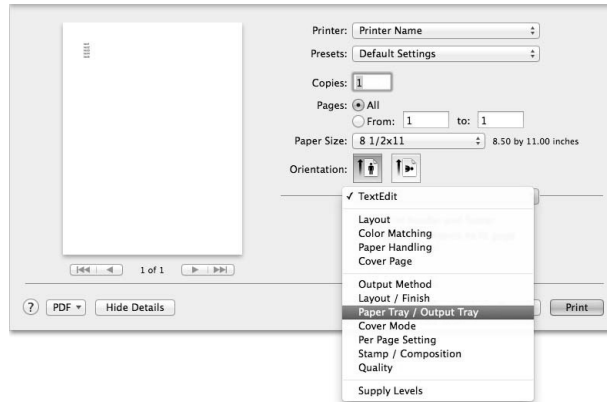 Printer: Printer Name
Presets: Default Settings
Copies: 1
Pages: All
From: 1 to: 1
Paper Size: 8 1/2x11 8.50 by 11.00 inches
Orientation:
✓ TextEdit
Layout
Color Matching
Paper Handling
Cover Page
Output Method
Layout / Finish
Paper Tray / Output Tray
Cover Mode
Per Page Setting
Stamp / Composition
Quality
Supply Levels
1 of 1
? PDF Hide Details Print